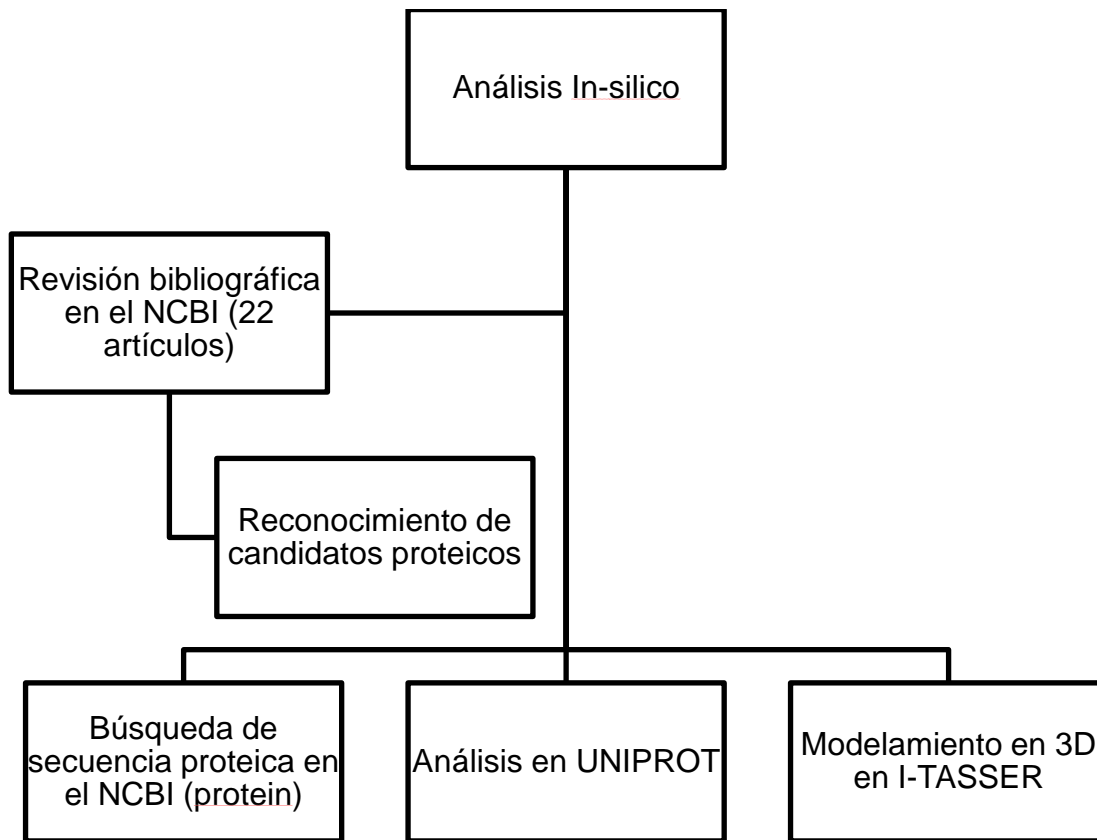 Análisis In-silico
Revisión bibliográfica
en el NCBI (22
artículos)
Reconocimiento de
candidatos proteicos
Búsqueda de
secuencia proteica en
el NCBI (protein)
Análisis en UNIPROT
Modelamiento en 3D
en I-TASSER